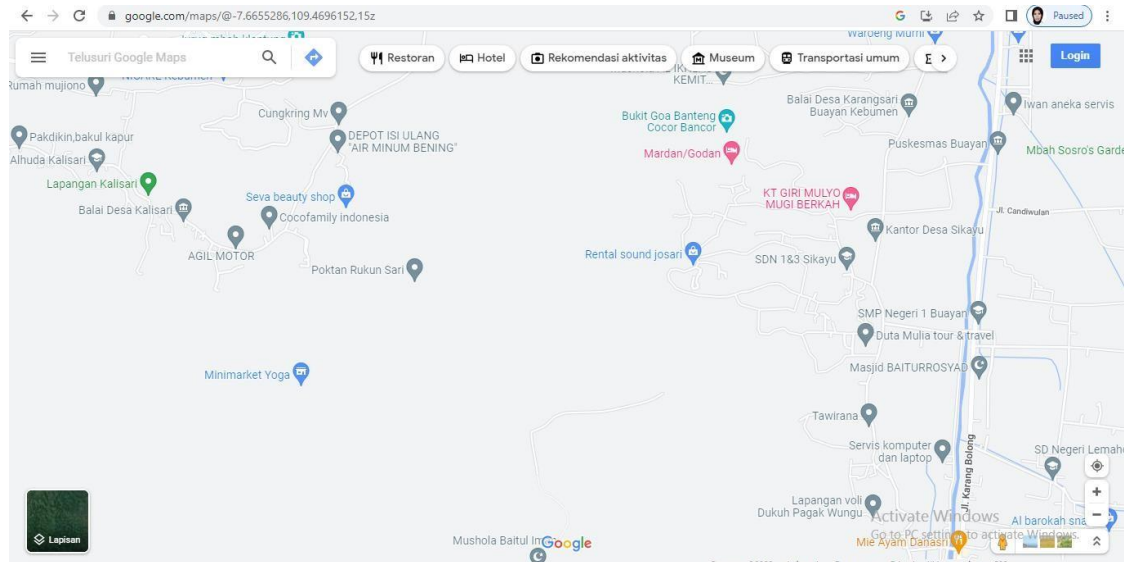 google.com/maps/@-7.6655286,109.4696152,15z
Paused
Telusuri Google Maps
Restoran
Hotel
Rekomendasi aktivitas
Museum
Transportasi umum
Login
Waroeng Mumi
Rumah mujiono
KEMIT...
Cungkring Mv
Bukit Goa Banteng
Cocor Bancor
Balai Desa Karangsari
Buayan Kebumen
Iwan aneka servis
Pakdikin,bakul kapur
DEPOT ISI ULANG
"AIR MINUM BENING"
Puskesmas Buayan
Mbah Sosro's Garde
Alhuda Kalisari
Mardan/Godan
Lapangan Kalisari
Seva beauty shop
KT GIRI MULYO
MUGI BERKAH
Balai Desa Kalisari
Cocofamily indonesia
Jl. Candiwulan
Kantor Desa Sikayu
AGIL MOTOR
Rental sound josari
SDN 1&3 Sikayu
Poktan Rukun Sari
SMP Negeri 1 Buayan
Duta Mulia tour & travel
Minimarket Yoga
Masjid BAITURROSYAD
Tawirana
Servis komputer
dan laptop
Jl. Karang Bolong
SD Negeri Lemah
Lapangan voli
Dukuh Pagak Wungu
Activate Windows
Go to PC settings to activate Windows.
Al barokah sna
Lapisan
Mushola Baitul Im
Google
Mie Ayam Danasri